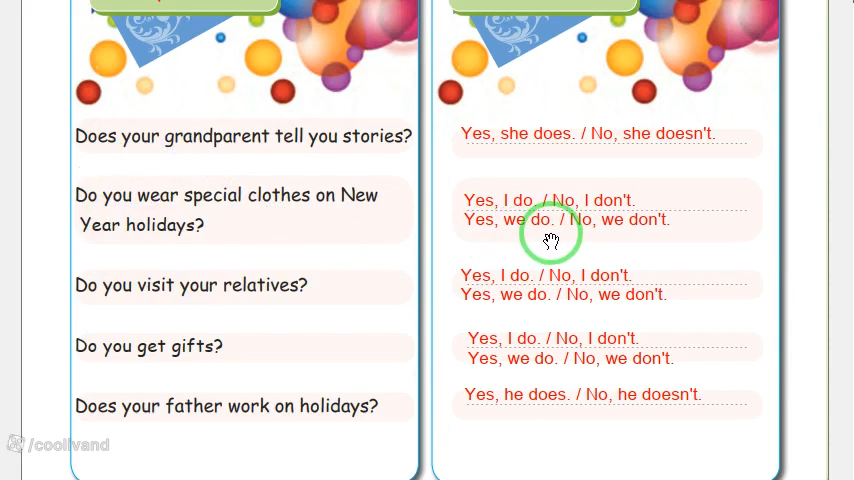 Does your grandparent tell you stories?
Yes, she does. / No, she doesn't.
Do you wear special clothes on New
Year holidays?
Yes, I do. / No, I don't.
Yes, we do. / No, we don't.
Do you visit your relatives?
Yes, I do. / No, I don't.
Yes, we do. / No, we don't.
Do you get gifts?
Yes, I do. / No, I don't.
Yes, we do. / No, we don't.
Does your father work on holidays?
Yes, he does. / No, he doesn't.
/coolivand